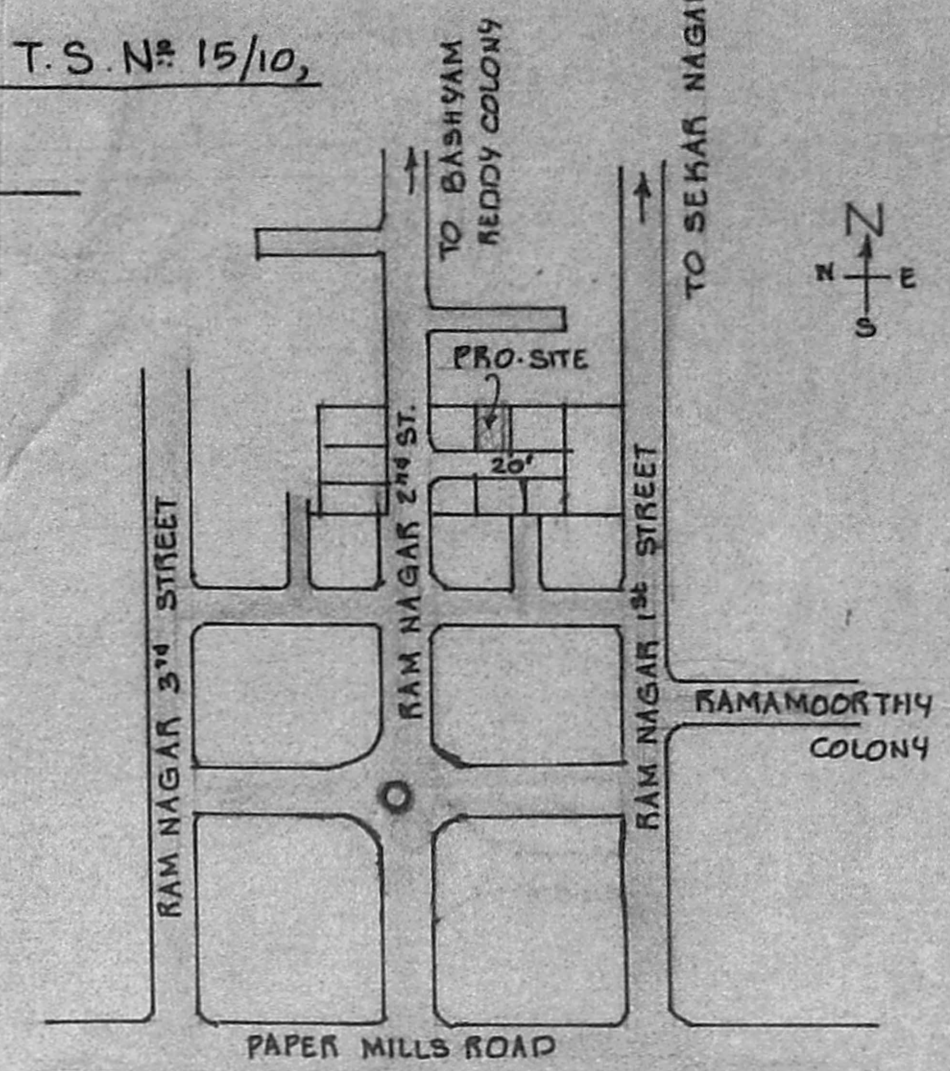 T.S. Nº 15/10,
TO BASHYAM
REDDY COLONY
TO SEKAR NAGAR
N
N E
S
PRO-SITE
20'
RAM NAGAR 3rd STREET
RAM NAGAR 2nd ST.
RAM NAGAR 1st STREET
RAMAMOORTHY
COLONY
PAPER MILLS ROAD